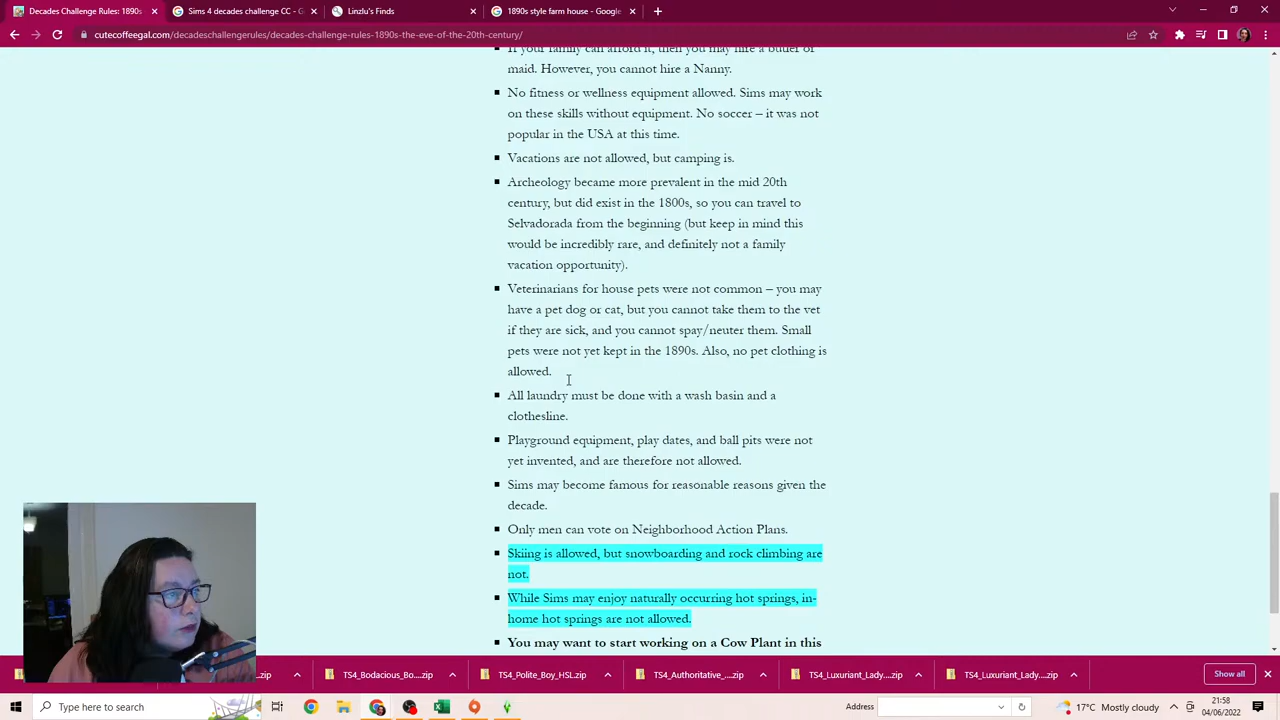 Decades Challenge Rules: 1890s
Sims 4 decades challenge CC - G
Linzlu's Finds
1890s style farm house - Google
cutecoffeegal.com/decadeschallengerules/decades-challenge-rules-1890s-the-eve-of-the-20th-century/
If your family can afford it, then you may hire a butler or
maid. However, you cannot hire a Nanny.
No fitness or wellness equipment allowed. Sims may work
on these skills without equipment. No soccer – it was not
popular in the USA at this time.
Vacations are not allowed, but camping is.
Archeology became more prevalent in the mid 20th
century, but did exist in the 1800s, so you can travel to
Selvadorada from the beginning (but keep in mind this
would be incredibly rare, and definitely not a family
vacation opportunity).
Veterinarians for house pets were not common – you may
have a pet dog or cat, but you cannot take them to the vet
if they are sick, and you cannot spay/neuter them. Small
pets were not yet kept in the 1890s. Also, no pet clothing is
allowed.
All laundry must be done with a wash basin and a
clothesline.
Playground equipment, play dates, and ball pits were not
yet invented, and are therefore not allowed.
Sims may become famous for reasonable reasons given the
decade.
Only men can vote on Neighborhood Action Plans.
Skiing is allowed, but snowboarding and rock climbing are
not.
While Sims may enjoy naturally occurring hot springs, in-
home hot springs are not allowed.
You may want to start working on a Cow Plant in this
.zip
TS4_Bodacious_Bo....zip
TS4_Polite_Boy_HSL.zip
TS4_Authoritative_....zip
TS4_Luxuriant_Lady....zip
TS4_Luxuriant_Lady....zip
Show all
Type here to search
Address
17°C Mostly cloudy
21:58
04/06/2022